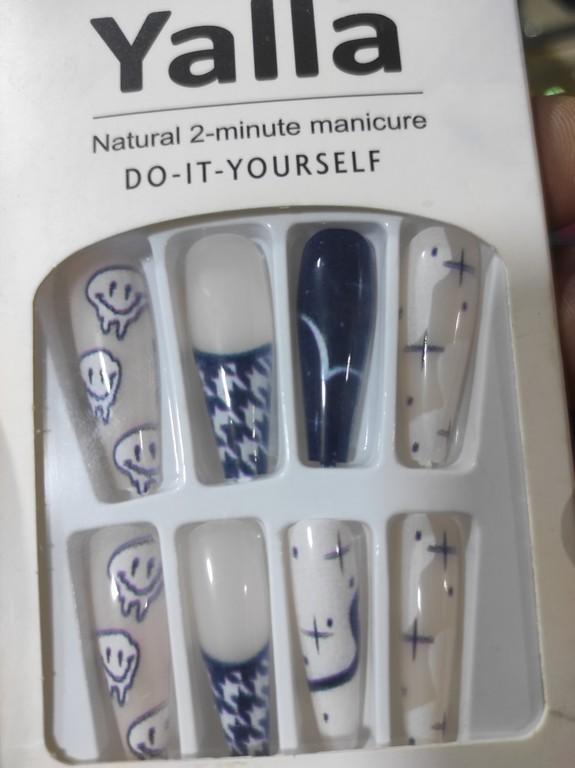 Yalla
Natural 2-minute manicure
DO-IT-YOURSELF